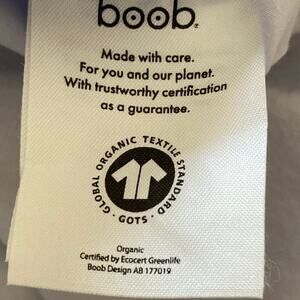 boob.
Made with care.
For you and our planet.
With trustworthy certification
as a guarantee.
GLOBAL ORGANIC TEXTILE STANDARD
· GOTS ·
Organic
Certified by Ecocert Greenlife
Boob Design AB 177019